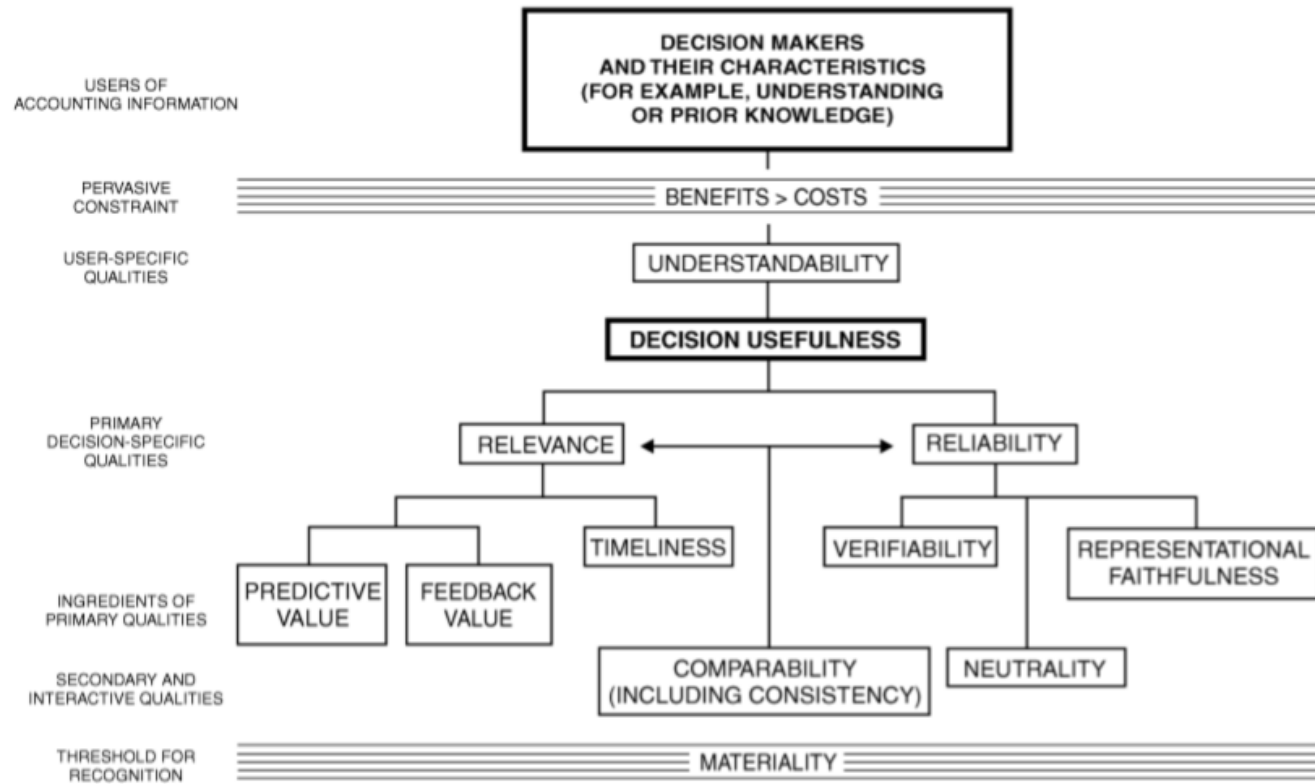 USERS OF
ACCOUNTING INFORMATION
DECISION MAKERS
AND THEIR CHARACTERISTICS
(FOR EXAMPLE, UNDERSTANDING
OR PRIOR KNOWLEDGE)
PERVASIVE
CONSTRAINT
BENEFITS > COSTS
USER-SPECIFIC
QUALITIES
UNDERSTANDABILITY
DECISION USEFULNESS
PRIMARY
DECISION-SPECIFIC
QUALITIES
RELEVANCE
RELIABILITY
TIMELINESS
VERIFIABILITY
REPRESENTATIONAL
FAITHFULNESS
INGREDIENTS OF
PRIMARY QUALITIES
PREDICTIVE
VALUE
FEEDBACK
VALUE
SECONDARY AND
INTERACTIVE QUALITIES
COMPARABILITY
(INCLUDING CONSISTENCY)
NEUTRALITY
THRESHOLD FOR
RECOGNITION
MATERIALITY